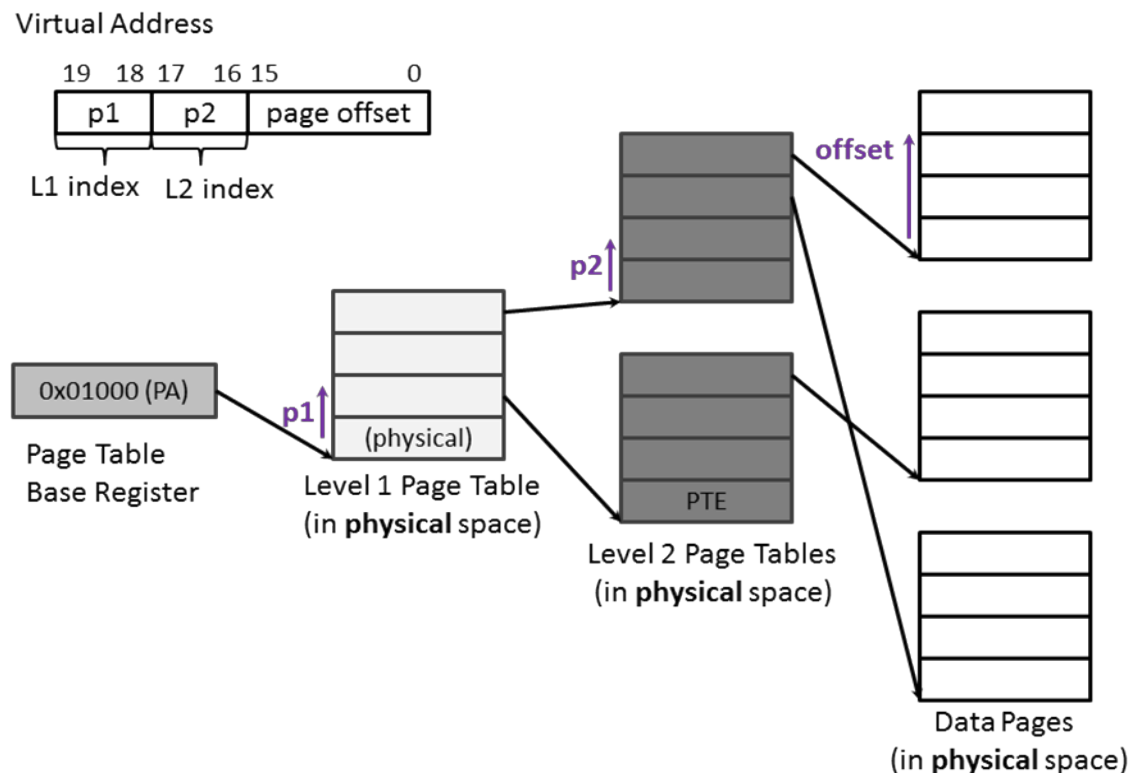 Virtual Address
19 18 17 16 15 0
p1 p2 page offset
L1 index L2 index
offset
p2
0x01000 (PA)
p1
(physical)
Page Table
Base Register
Level 1 Page Table
(in physical space)
PTE
Level 2 Page Tables
(in physical space)
Data Pages
(in physical space)